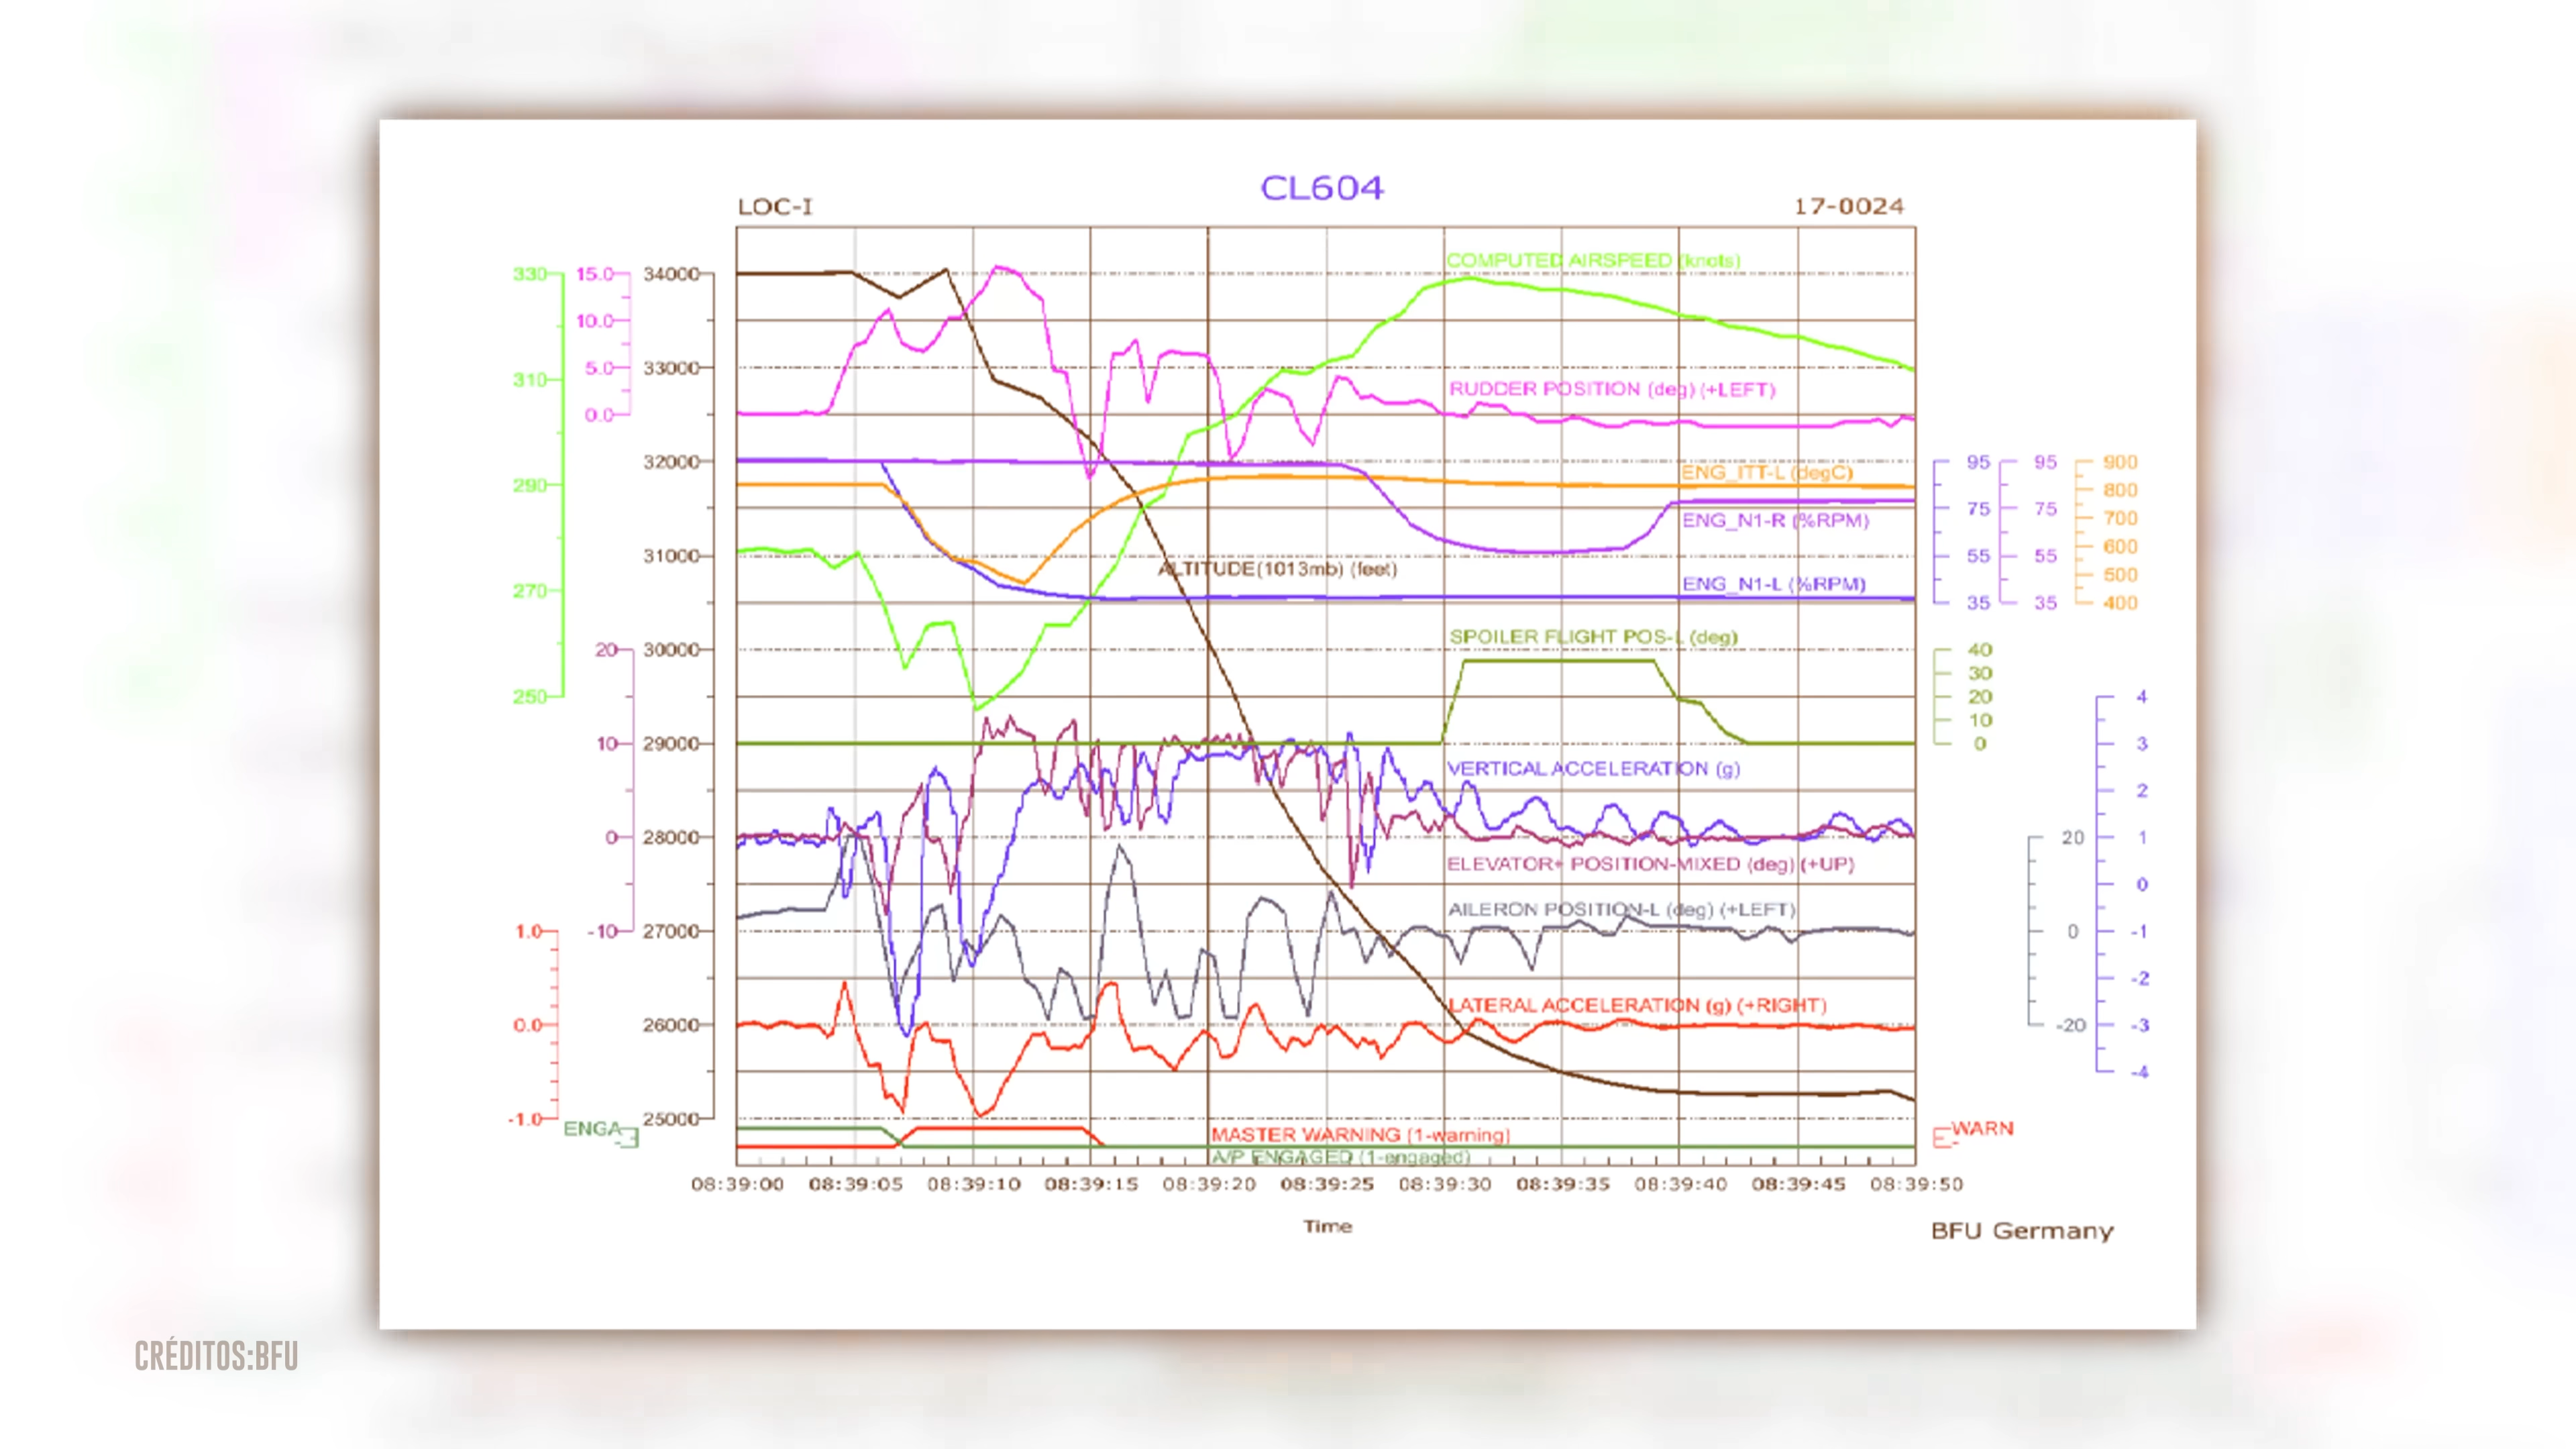 CL604
LOC-I
17-0024
COMPUTED AIRSPEED (knots)
330
15.0
34000
10.0
310
5.0
33000
RUDDER POSITION (deg) (+LEFT)
0.0
32000
95
95
900
ENG_ITT-L (degC)
290
800
75
75
700
ENG_N1-R (%RPM)
31000
ALTITUDE(1013mb) (feet)
55
55
600
270
ENG_N1-L (%RPM)
500
35
35
400
SPOILER FLIGHT POS-L (deg)
20
30000
40
30
250
20
4
10
10
29000
0
3
VERTICAL ACCELERATION (g)
2
0
28000
20
1
ELEVATOR+ POSITION-MIXED (deg) (+UP)
0
AILERON POSITION-L (deg) (+LEFT)
1.0
-10
27000
0
-1
-2
LATERAL ACCELERATION (g) (+RIGHT)
0.0
26000
-20
-3
-4
-1.0
25000
ENGA
MASTER WARNING (1-warning)
WARN
A/P ENGAGED (1-engaged)
08:39:00 08:39:05 08:39:10 08:39:15 08:39:20 08:39:25 08:39:30 08:39:35 08:39:40 08:39:45 08:39:50
Time
BFU Germany
CRÉDITOS:BFU